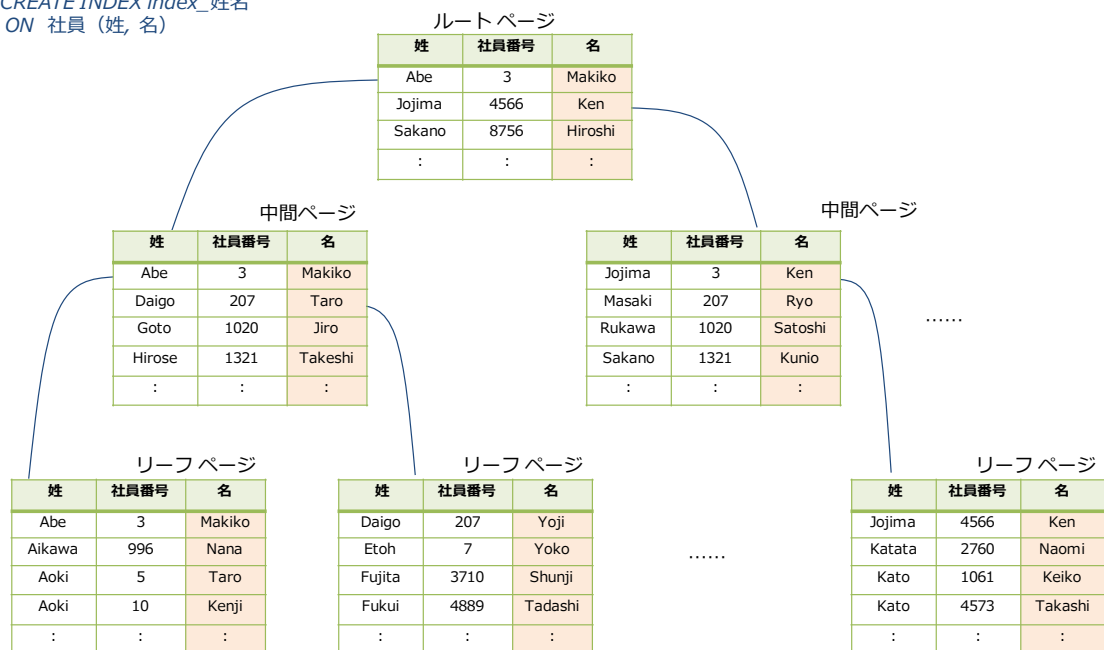 CREATE INDEX index_姓名
ON 社員（姓, 名）
ルート ページ
姓 社員番号 名
Abe 3 Makiko
Jojima 4566 Ken
Sakano 8756 Hiroshi
: : :
中間ページ
姓 社員番号 名
Abe 3 Makiko
Daigo 207 Taro
Goto 1020 Jiro
Hirose 1321 Takeshi
: : :
中間ページ
姓 社員番号 名
Jojima 3 Ken
Masaki 207 Ryo
Rukawa 1020 Satoshi
Sakano 1321 Kunio
: : :
……
リーフ ページ
姓 社員番号 名
Abe 3 Makiko
Aikawa 996 Nana
Aoki 5 Taro
Aoki 10 Kenji
: : :
リーフ ページ
姓 社員番号 名
Daigo 207 Yoji
Etoh 7 Yoko
Fujita 3710 Shunji
Fukui 4889 Tadashi
: : :
……
リーフ ページ
姓 社員番号 名
Jojima 4566 Ken
Katata 2760 Naomi
Kato 1061 Keiko
Kato 4573 Takashi
: : :